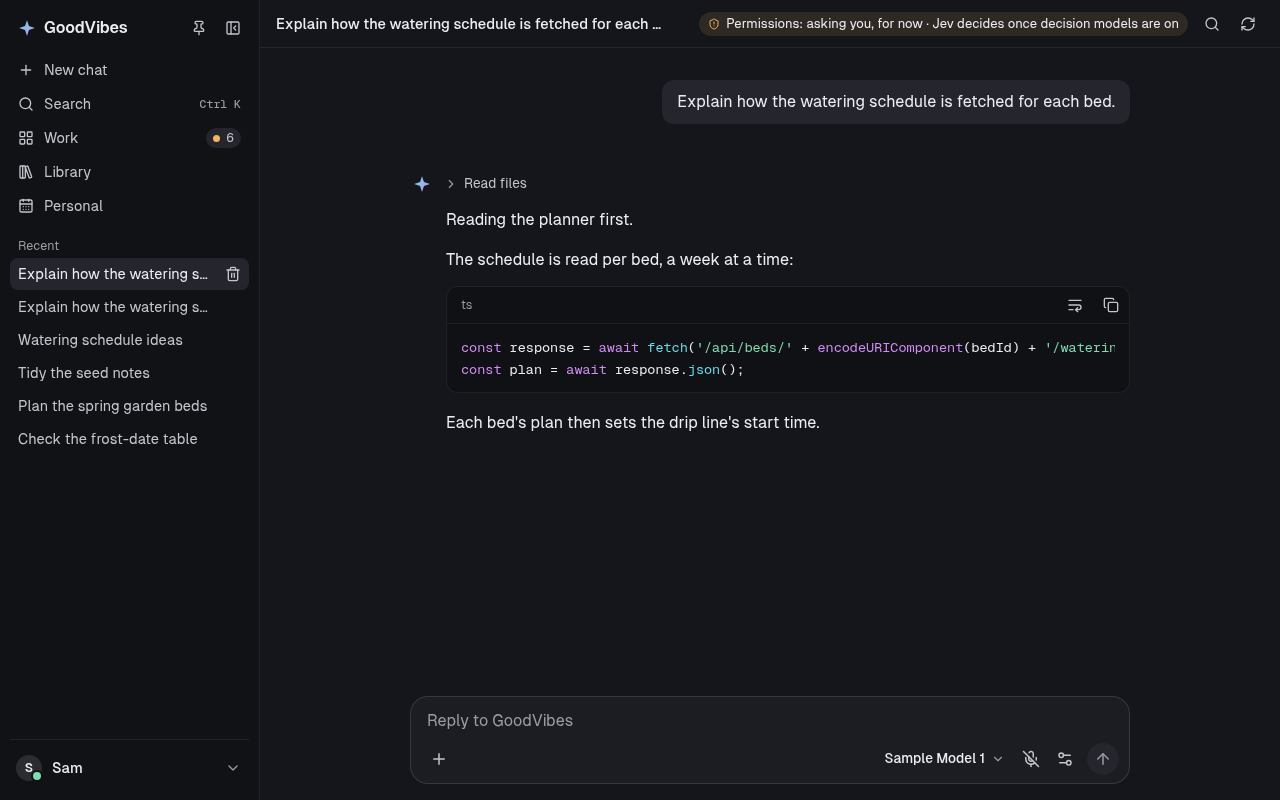 GoodVibes
New chat
Search Ctrl K
Work 6
Library
Personal
Recent
Explain how the watering s...
Explain how the watering s...
Watering schedule ideas
Tidy the seed notes
Plan the spring garden beds
Check the frost-date table
S Sam
Explain how the watering schedule is fetched for each ...
Permissions: asking you, for now · Jev decides once decision models are on
Explain how the watering schedule is fetched for each bed.
Read files
Reading the planner first.
The schedule is read per bed, a week at a time:
ts
const response = await fetch('/api/beds/' + encodeURIComponent(bedId) + '/waterin
const plan = await response.json();
Each bed's plan then sets the drip line's start time.
Reply to GoodVibes
Sample Model 1